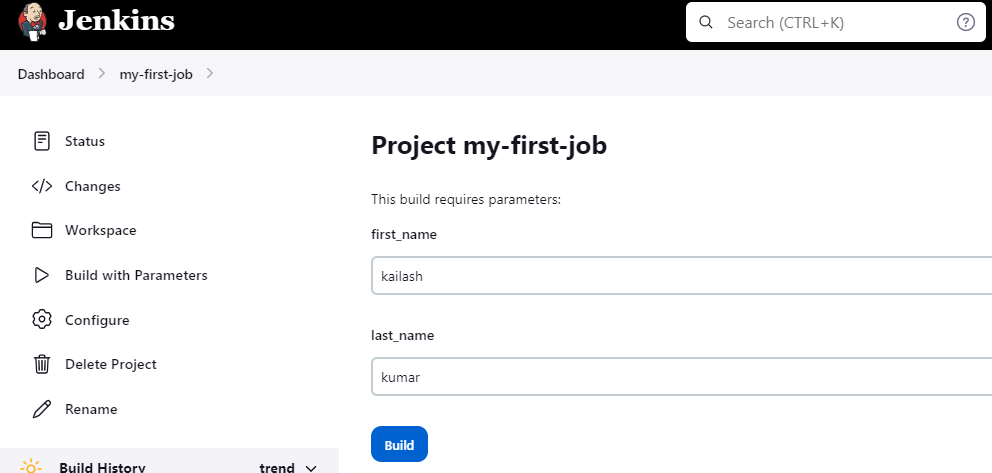 Jenkins
Search (CTRL+K)
Dashboard
my-first-job
Status
Changes
Workspace
Build with Parameters
Configure
Delete Project
Rename
Build History
trend
Project my-first-job
This build requires parameters:
first_name
kailash
last_name
kumar
Build